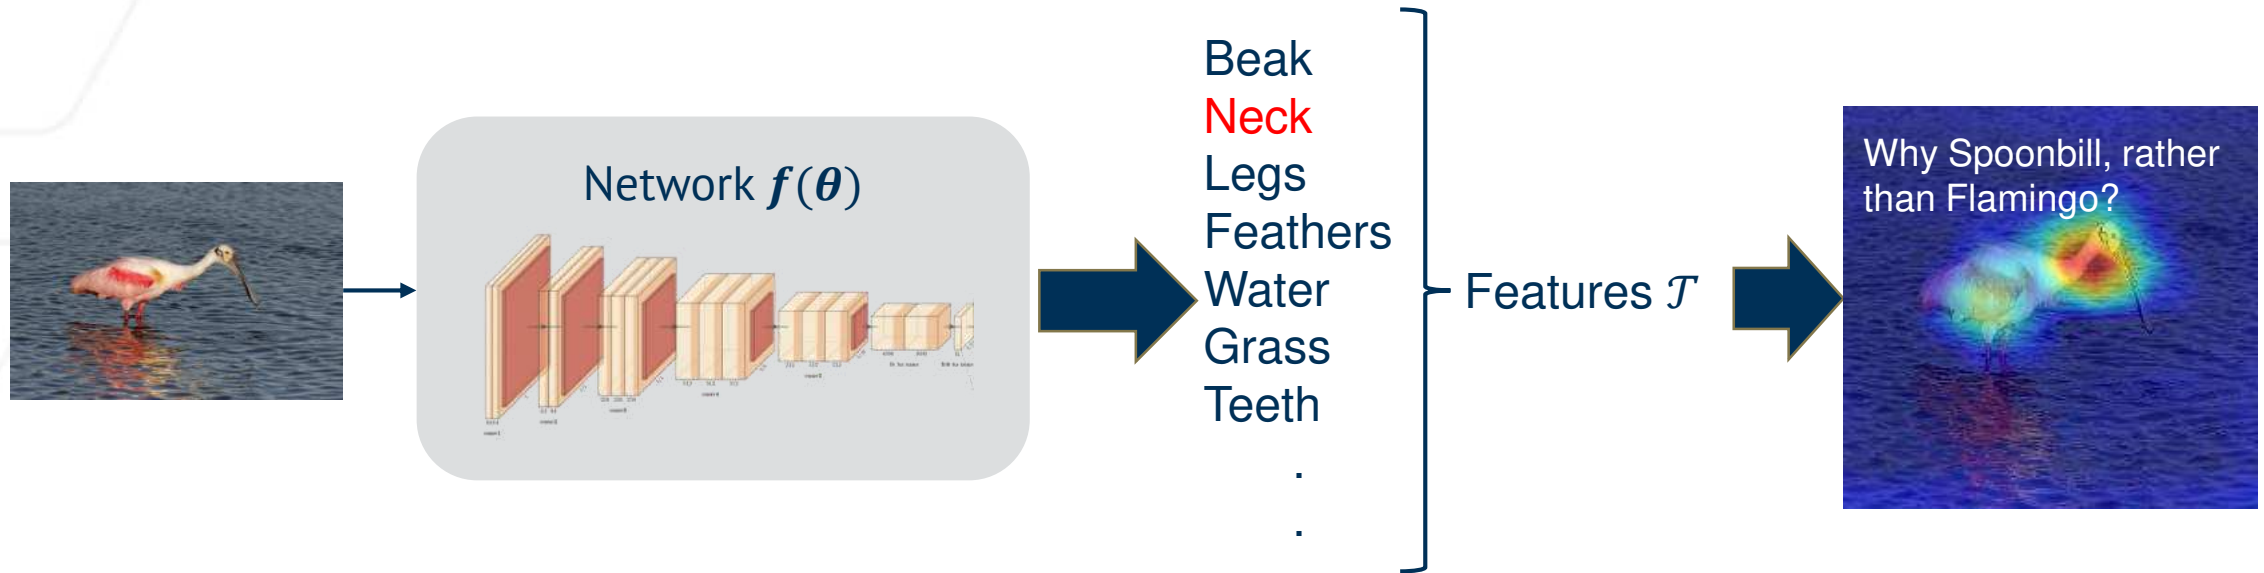 Network f(θ)
Beak
Neck
Legs
Feathers
Water
Grass
Teeth
.
.
Features 𝒯
Why Spoonbill, rather
than Flamingo?